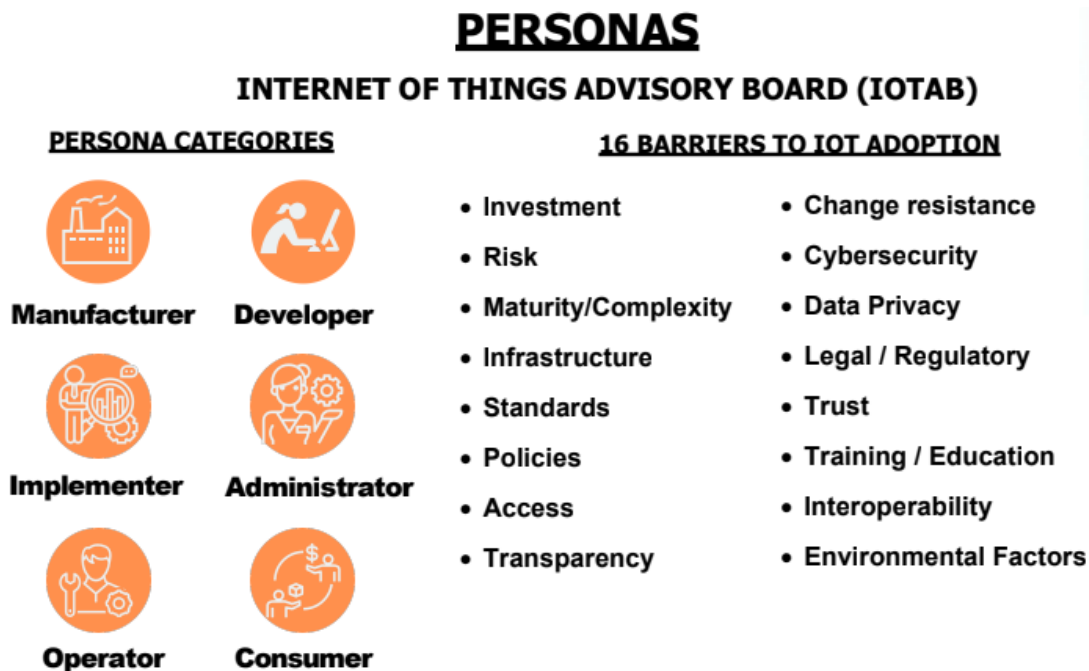 PERSONAS
INTERNET OF THINGS ADVISORY BOARD (IOTAB)
PERSONA CATEGORIES
Manufacturer
Developer
Implementer
Administrator
Operator
Consumer
16 BARRIERS TO IOT ADOPTION
• Investment
• Risk
• Maturity/Complexity
• Infrastructure
• Standards
• Policies
• Access
• Transparency
• Change resistance
• Cybersecurity
• Data Privacy
• Legal / Regulatory
• Trust
• Training / Education
• Interoperability
• Environmental Factors
$